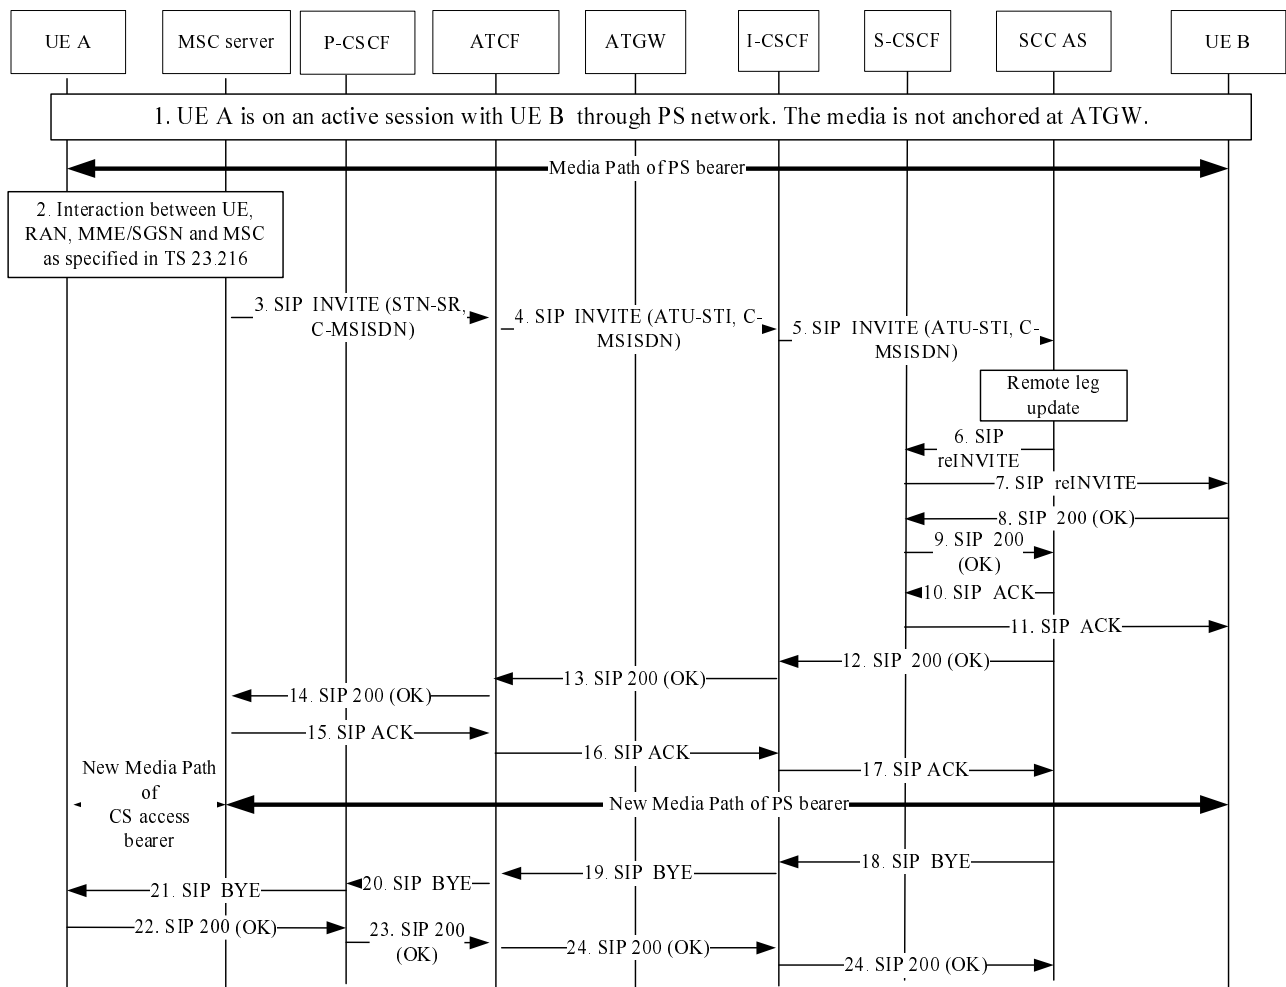 UE A
MSC server
P-CSCF
ATCF
ATGW
I-CSCF
S-CSCF
SCC AS
UE B
1. UE A is on an active session with UE B through PS network. The media is not anchored at ATGW.
Media Path of PS bearer
2. Interaction between UE,
RAN, MME/SGSN and MSC
as specified in TS 23.216
3. SIP INVITE (STN-SR,
C-MSISDN)
4. SIP INVITE (ATU-STI, C-
MSISDN)
5. SIP INVITE (ATU-STI, C-
MSISDN)
Remote leg
update
6. SIP
reINVITE
7. SIP reINVITE
8. SIP 200 (OK)
9. SIP 200
(OK)
10. SIP ACK
11. SIP ACK
12. SIP 200 (OK)
13. SIP 200 (OK)
14. SIP 200 (OK)
15. SIP ACK
16. SIP ACK
17. SIP ACK
New Media Path
of
CS access
bearer
New Media Path of PS bearer
18. SIP BYE
19. SIP BYE
20. SIP BYE
21. SIP BYE
22. SIP 200 (OK)
23. SIP 200
(OK)
24. SIP 200 (OK)
24. SIP 200 (OK)